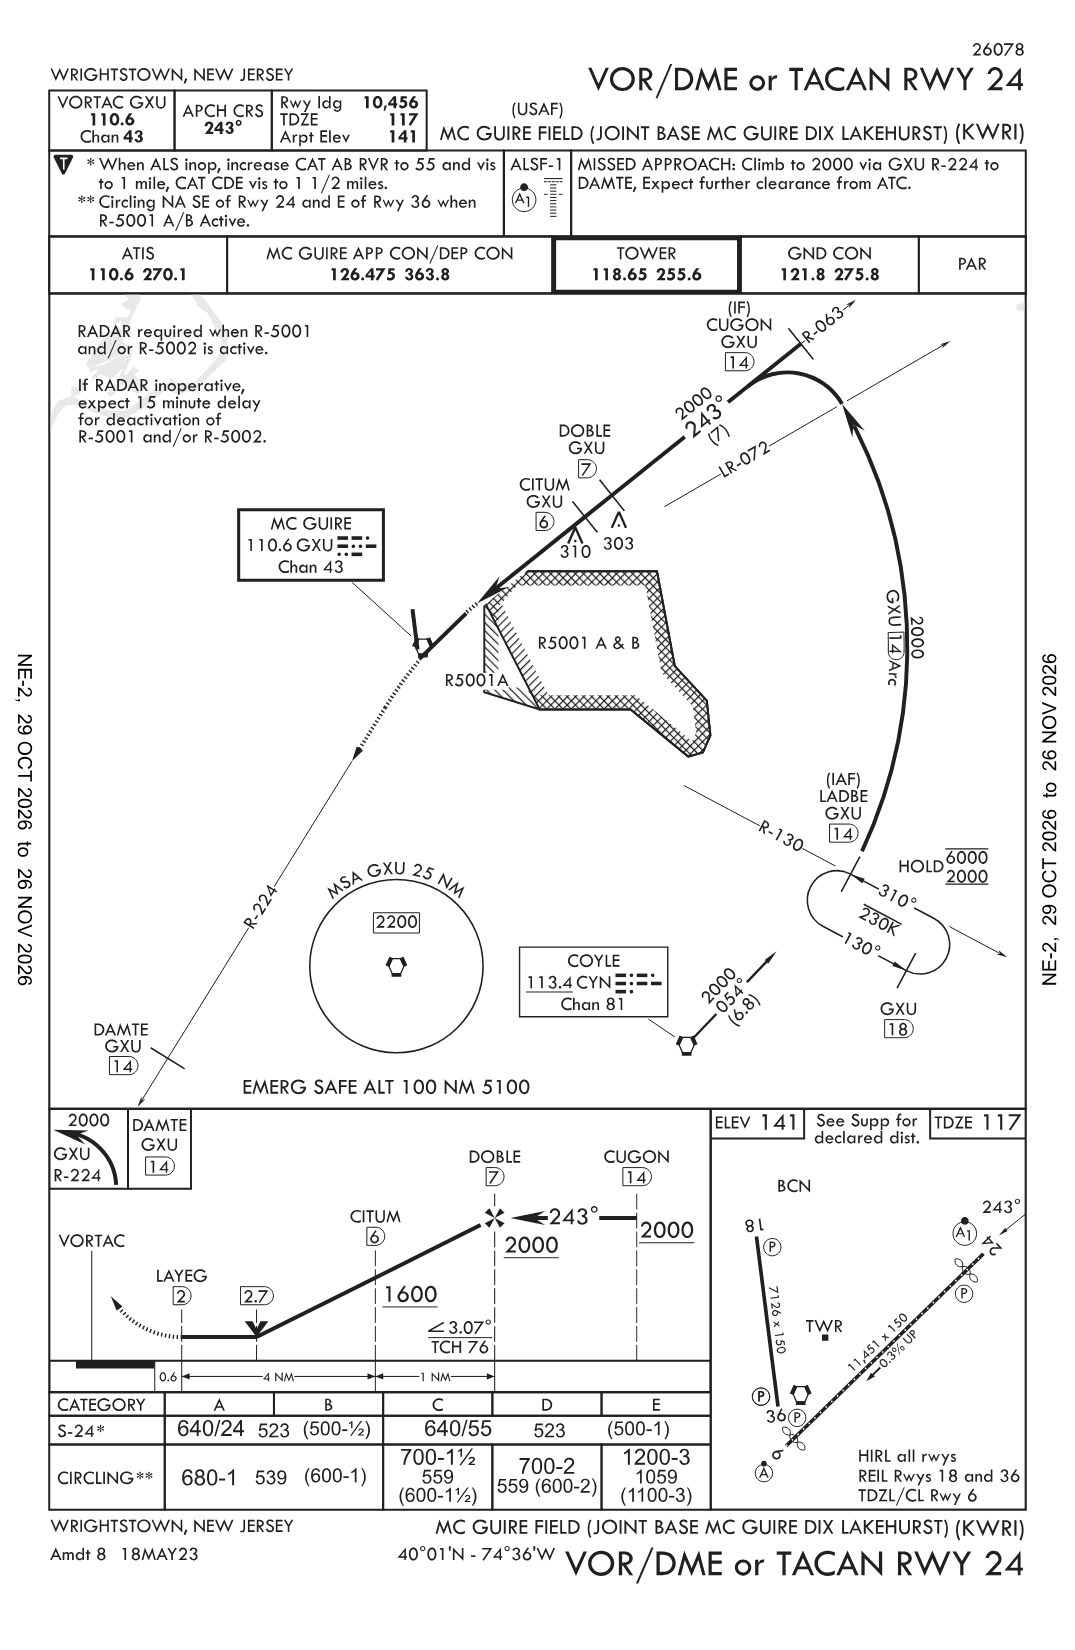 26078
WRIGHTSTOWN, NEW JERSEY
VOR/DME or TACAN RWY 24
(USAF)
MC GUIRE FIELD (JOINT BASE MC GUIRE DIX LAKEHURST) (KWRI)
VORTAC GXU
110.6
Chan 43
APCH CRS
243°
Rwy ldg 10,456
TDZE 117
Arpt Elev 141
T
* When ALS inop, increase CAT AB RVR to 55 and vis
to 1 mile, CAT CDE vis to 1 1/2 miles.
** Circling NA SE of Rwy 24 and E of Rwy 36 when
R-5001 A/B Active.
ALSF-1
A1
MISSED APPROACH: Climb to 2000 via GXU R-224 to
DAMTE, Expect further clearance from ATC.
ATIS
110.6 270.1
MC GUIRE APP CON/DEP CON
126.475 363.8
TOWER
118.65 255.6
GND CON
121.8 275.8
PAR
RADAR required when R-5001
and/or R-5002 is active.
If RADAR inoperative,
expect 15 minute delay
for deactivation of
R-5001 and/or R-5002.
(IF)
CUGON
GXU
14
R-063
2000
243°
(7)
LR-072
DOBLE
GXU
7
CITUM
GXU
6
310
303
MC GUIRE
110.6 GXU
Chan 43
R5001 A & B
R5001A
2000
GXU 14 Arc
(IAF)
LADBE
GXU
14
R-130
HOLD 6000
2000
310°
230K
130°
GXU
18
R-224
MSA GXU 25 NM
2200
COYLE
113.4 CYN
Chan 81
2000
054°
(6.8)
DAMTE
GXU
14
EMERG SAFE ALT 100 NM 5100
NE-2, 29 OCT 2026 to 26 NOV 2026
NE-2, 29 OCT 2026 to 26 NOV 2026
2000
GXU
R-224
DAMTE
GXU
14
VORTAC
LAYEG
2
2.7
CITUM
6
DOBLE
7
CUGON
14
243°
2000
2000
1600
3.07°
TCH 76
0.6
4 NM
1 NM
ELEV 141
See Supp for
declared dist.
TDZE 117
BCN
243°
18
P
A1
24
P
7126 x 150
TWR
11,451 x 150
0.3% UP
P
36
P
6
A
HIRL all rwys
REIL Rwys 18 and 36
TDZL/CL Rwy 6
CATEGORY A B C D E
S-24* 640/24 523 (500-½) 640/55 523 (500-1)
CIRCLING** 680-1 539 (600-1)
700-1½
559
(600-1½)
700-2
559 (600-2)
1200-3
1059
(1100-3)
WRIGHTSTOWN, NEW JERSEY
MC GUIRE FIELD (JOINT BASE MC GUIRE DIX LAKEHURST) (KWRI)
Amdt 8 18MAY23
40°01'N - 74°36'W
VOR/DME or TACAN RWY 24